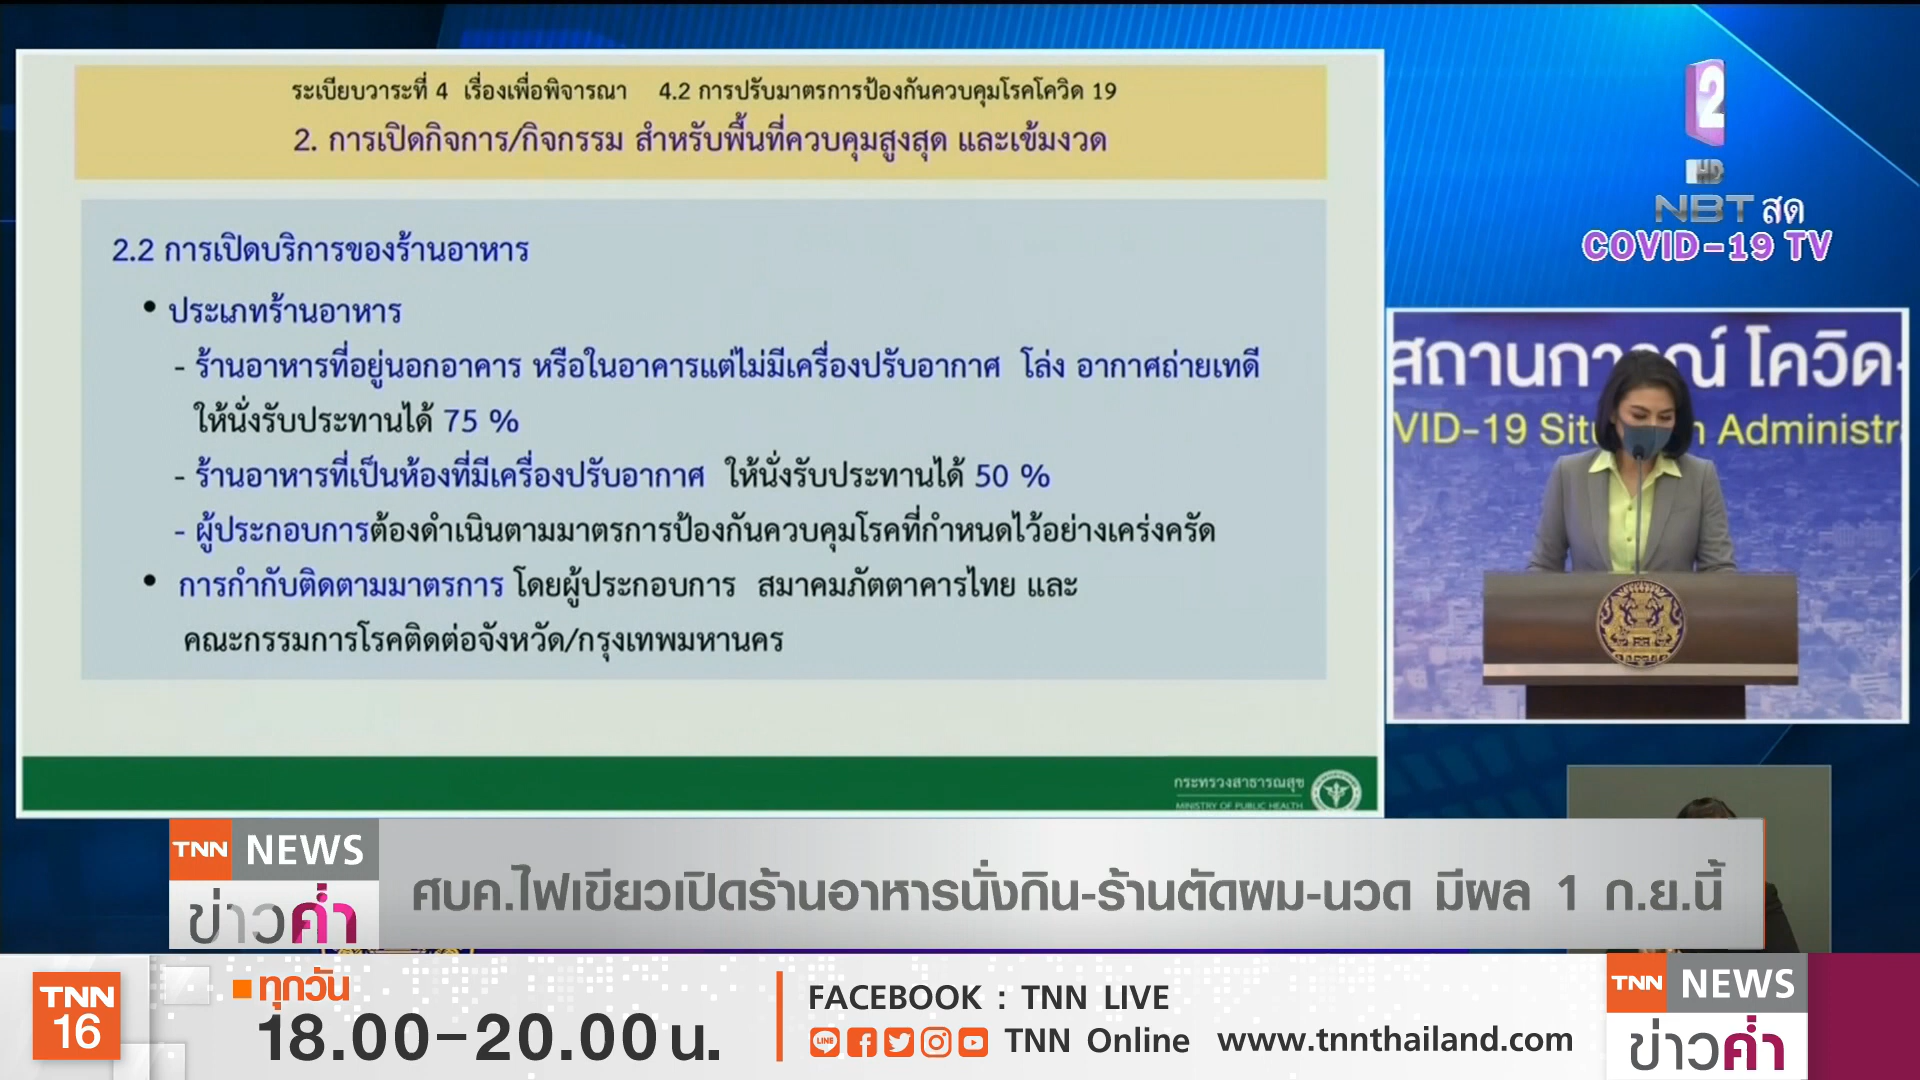 ระเบียบวาระที่ 4 เรื่องเพื่อพิจารณา 4.2 การปรับมาตรการป้องกันควบคุมโรคโควิด 19
2. การเปิดกิจการ/กิจกรรม สำหรับพื้นที่ควบคุมสูงสุด และเข้มงวด
2.2 การเปิดบริการของร้านอาหาร
• ประเภทร้านอาหาร
- ร้านอาหารที่อยู่นอกอาคาร หรือในอาคารแต่ไม่มีเครื่องปรับอากาศ โล่ง อากาศถ่ายเทดี
ให้นั่งรับประทานได้ 75 %
- ร้านอาหารที่เป็นห้องที่มีเครื่องปรับอากาศ ให้นั่งรับประทานได้ 50 %
- ผู้ประกอบการต้องดำเนินตามมาตรการป้องกันควบคุมโรคที่กำหนดไว้อย่างเคร่งครัด
• การกำกับติดตามมาตรการ โดยผู้ประกอบการ สมาคมภัตตาคารไทย และ
คณะกรรมการโรคติดต่อจังหวัด/กรุงเทพมหานคร
กระทรวงสาธารณสุข
MINISTRY OF PUBLIC HEALTH
2
HD
NBT สด
COVID-19 TV
สถานการณ์ โควิด-
VID-19 Situ n Administr
TNN NEWS
ข่าวค่ำ
ศบค.ไฟเขียวเปิดร้านอาหารนั่งกิน-ร้านตัดผม-นวด มีผล 1 ก.ย.นี้
TNN
16
ทุกวัน
18.00-20.00 น.
FACEBOOK : TNN LIVE
LINE TNN Online www.tnnthailand.com
TNN NEWS
ข่าวค่ำ